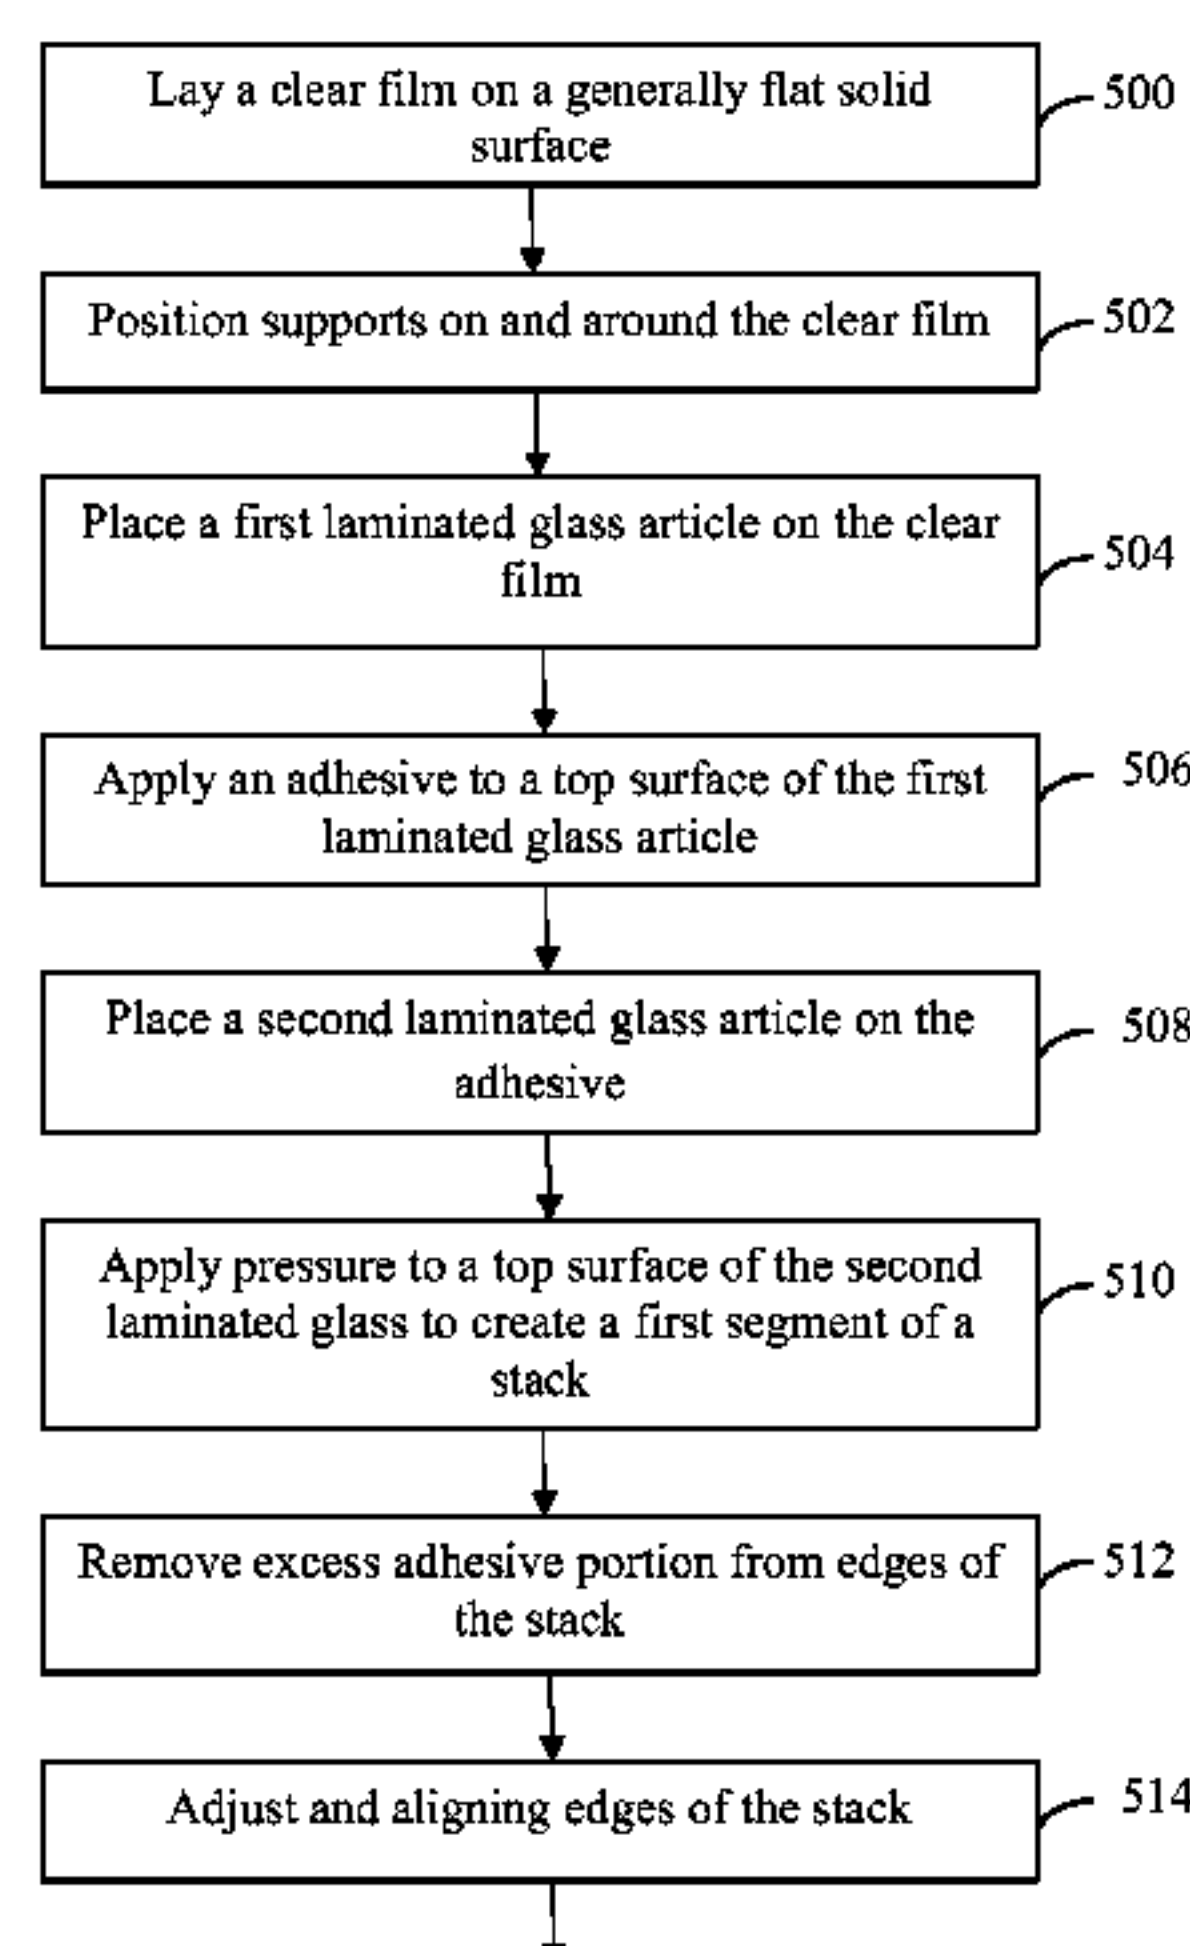 Lay a clear film on a generally flat solid
surface
500
Position supports on and around the clear film
502
Place a first laminated glass article on the clear
film
504
Apply an adhesive to a top surface of the first
laminated glass article
506
Place a second laminated glass article on the
adhesive
508
Apply pressure to a top surface of the second
laminated glass to create a first segment of a
stack
510
Remove excess adhesive portion from edges of
the stack
512
Adjust and aligning edges of the stack
514